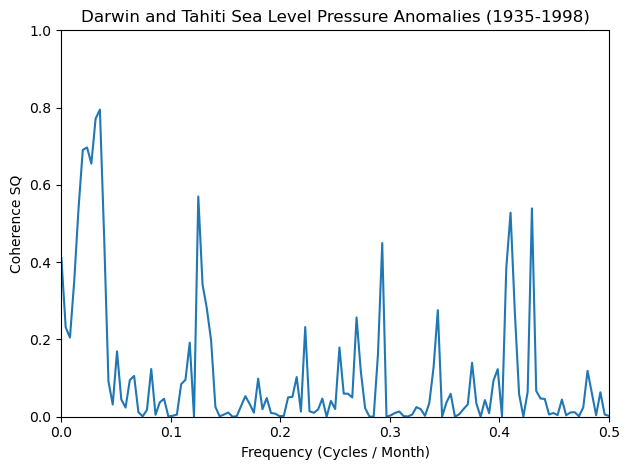 Darwin and Tahiti Sea Level Pressure Anomalies (1935-1998)
1.0
0.8
0.6
0.4
0.2
0.0
Coherence SQ
0.0 0.1 0.2 0.3 0.4 0.5
Frequency (Cycles / Month)